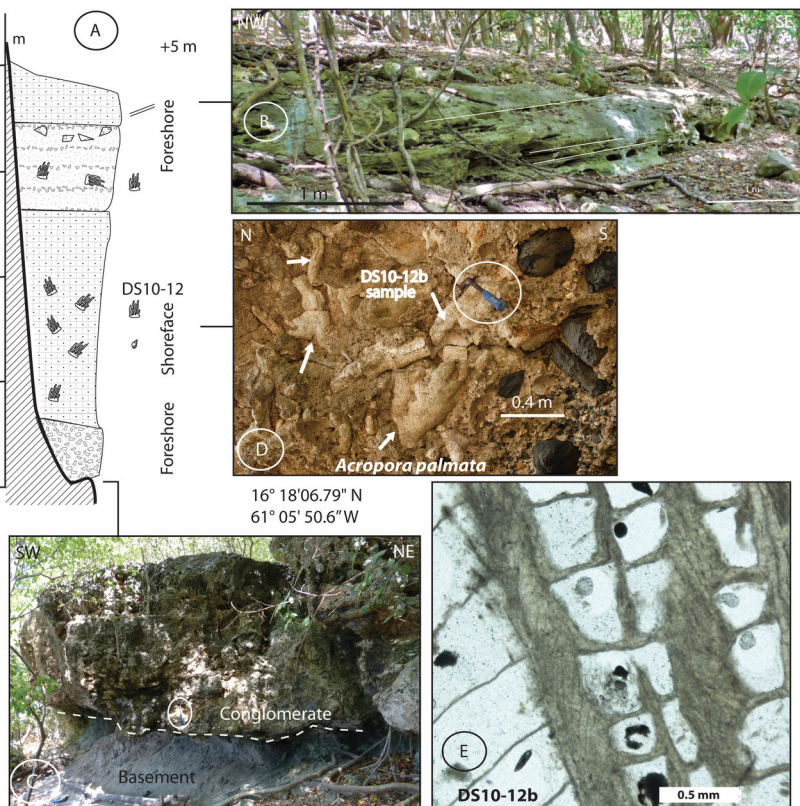 m
A
+5 m
Foreshore
DS10-12
Shoreface
Foreshore
NW
SE
B
1 m
1 m
N
S
DS10-12b
sample
0.4 m
D
Acropora palmata
16° 18'06.79" N
61° 05' 50.6” W
SW
NE
Conglomerate
Basement
C
E
DS10-12b
0.5 mm